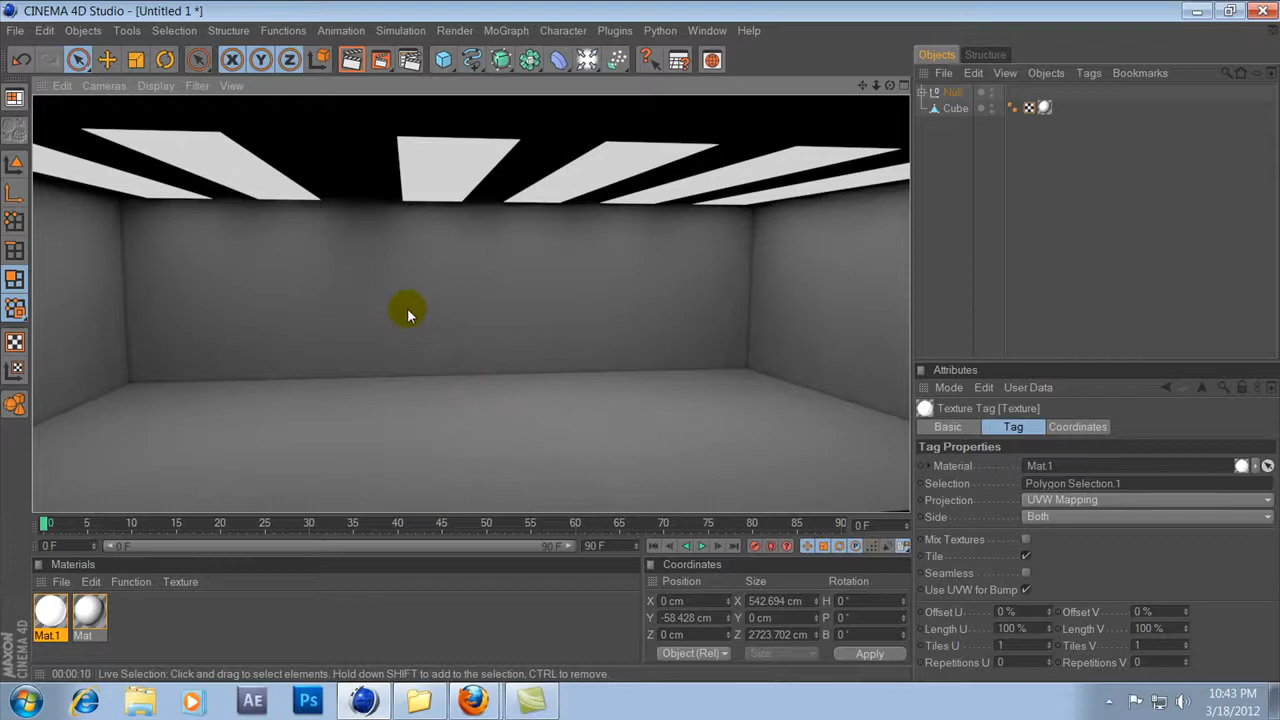 CINEMA 4D Studio - [Untitled 1 *]
File Edit Objects Tools Selection Structure Functions Animation Simulation Render MoGraph Character Plugins Python Window Help
Objects Structure
Edit Cameras Display Filter View
File Edit View Objects Tags Bookmarks
Null
Cube
X Y Z
Attributes
Mode Edit User Data
Texture Tag [Texture]
Basic Tag Coordinates
Tag Properties
Material Mat.1
Selection Polygon Selection.1
Projection UVW Mapping
Side Both
Mix Textures
Tile
Seamless
Use UVW for Bump
Offset U 0 % Offset V 0 %
Length U 100 % Length V 100 %
Tiles U 1 Tiles V 1
Repetitions U 0 Repetitions V 0
0 5 10 15 20 25 30 35 40 45 50 55 60 65 70 75 80 85 90 0 F
0 F 0 F 90 F 90 F
Materials
File Edit Function Texture
Mat.1 Mat
Coordinates
Position Size Rotation
X 0 cm X 542.694 cm H 0 °
Y -58.428 cm Y 0 cm P 0 °
Z 0 cm Z 2723.702 cm B 0 °
Object (Rel) Size Apply
MAXON CINEMA 4D
00:00:10 Live Selection: Click and drag to select elements. Hold down SHIFT to add to the selection, CTRL to remove.
Ae Ps
10:43 PM
3/18/2012